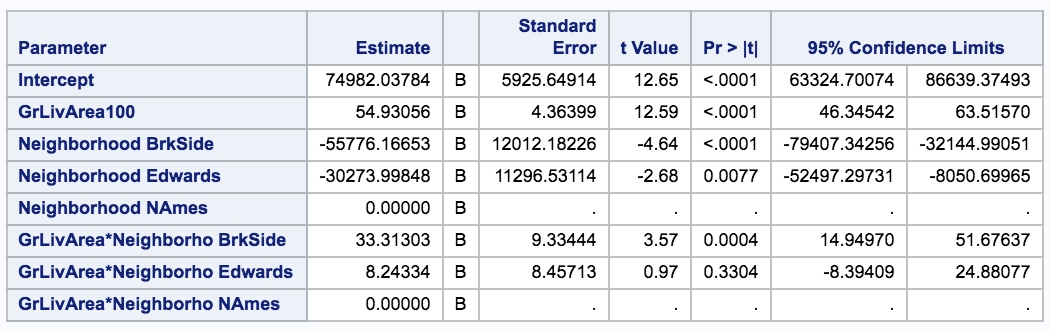 Parameter Estimate Standard Error t Value Pr > |t| 95% Confidence Limits
Intercept 74982.03784 B 5925.64914 12.65 <.0001 63324.70074 86639.37493
GrLivArea100 54.93056 B 4.36399 12.59 <.0001 46.34542 63.51570
Neighborhood BrkSide -55776.16653 B 12012.18226 -4.64 <.0001 -79407.34256 -32144.99051
Neighborhood Edwards -30273.99848 B 11296.53114 -2.68 0.0077 -52497.29731 -8050.69965
Neighborhood NAmes 0.00000 B . . . . .
GrLivArea*Neighborho BrkSide 33.31303 B 9.33444 3.57 0.0004 14.94970 51.67637
GrLivArea*Neighborho Edwards 8.24334 B 8.45713 0.97 0.3304 -8.39409 24.88077
GrLivArea*Neighborho NAmes 0.00000 B . . . . .